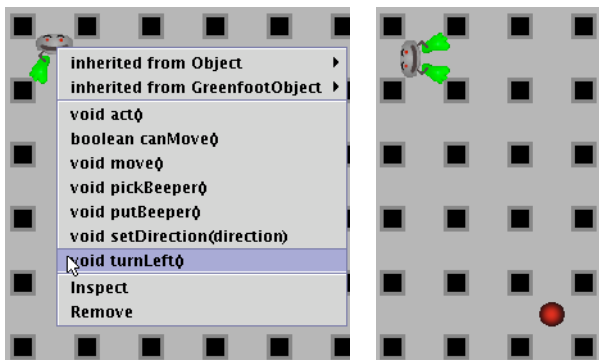 inherited from Object
inherited from GreenfootObject
void act()
boolean canMove()
void move()
void pickBeeper()
void putBeeper()
void setDirection(direction)
void turnLeft()
Inspect
Remove